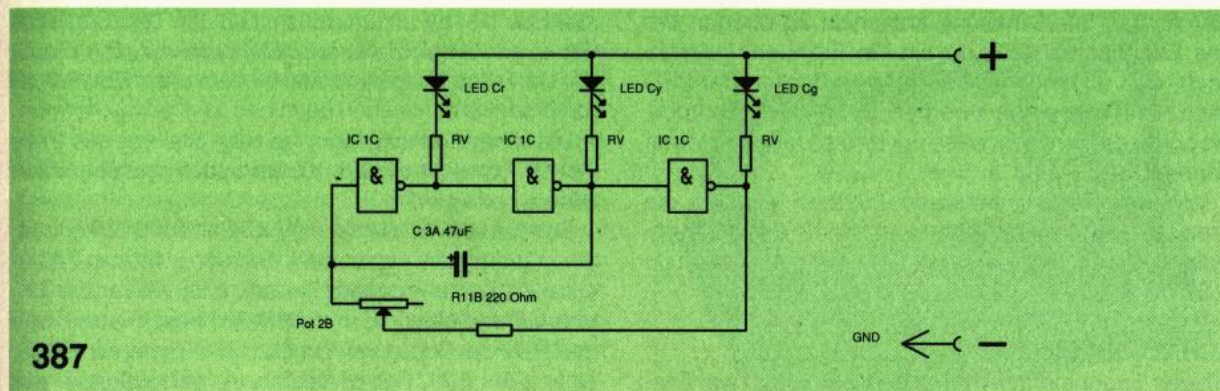 +
LED Cr
LED Cy
LED Cg
IC 1C
RV
IC 1C
RV
IC 1C
RV
&
&
&
C 3A 47uF
+
R11B 220 Ohm
Pot 2B
GND
−
387